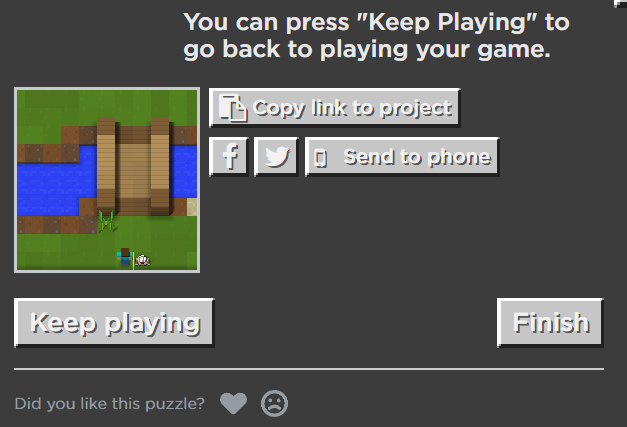 You can press "Keep Playing" to
go back to playing your game.
Copy link to project
f
Send to phone
Keep playing
Finish
Did you like this puzzle?